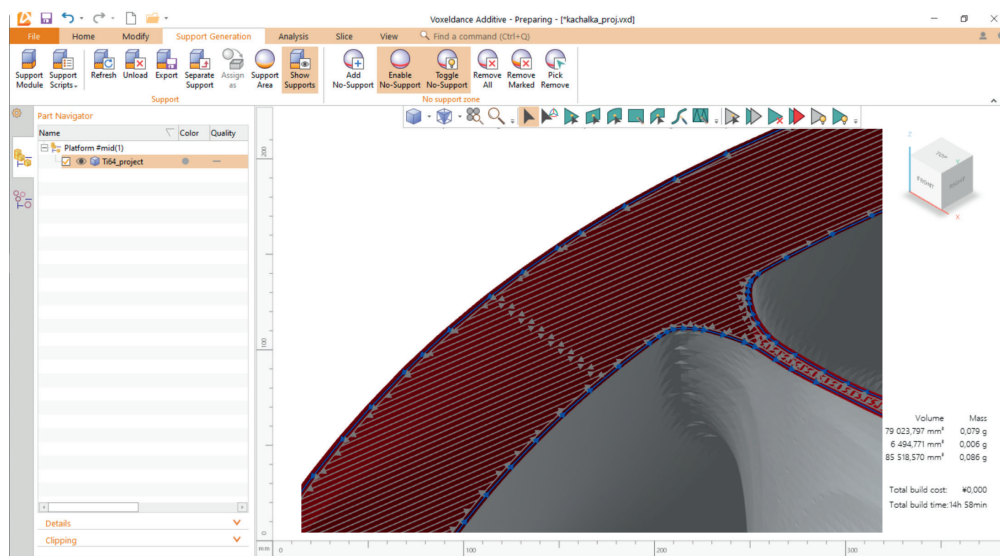 Voxeldance Additive - Preparing - [*kachalka_proj.vxd]
File Home Modify Support Generation Analysis Slice View Find a command (Ctrl+Q)
Support Module
Support Scripts
Refresh
Unload
Export
Separate Support
Assign as
Support Area
Show Supports
Add No-Support
Enable No-Support
Toggle No-Support
Remove All
Remove Marked
Pick Remove
Support
No support zone
Part Navigator
Name Color Quality
Platform #mid(1)
Ti64_project
Details
Clipping
200
100
mm 0 100 200 300
Z
TOP
FRONT
RIGHT
X
Volume Mass
79 023,797 mm³ 0,079 g
6 494,771 mm³ 0,006 g
85 518,570 mm³ 0,086 g
Total build cost: ¥0,000
Total build time:14h 58min